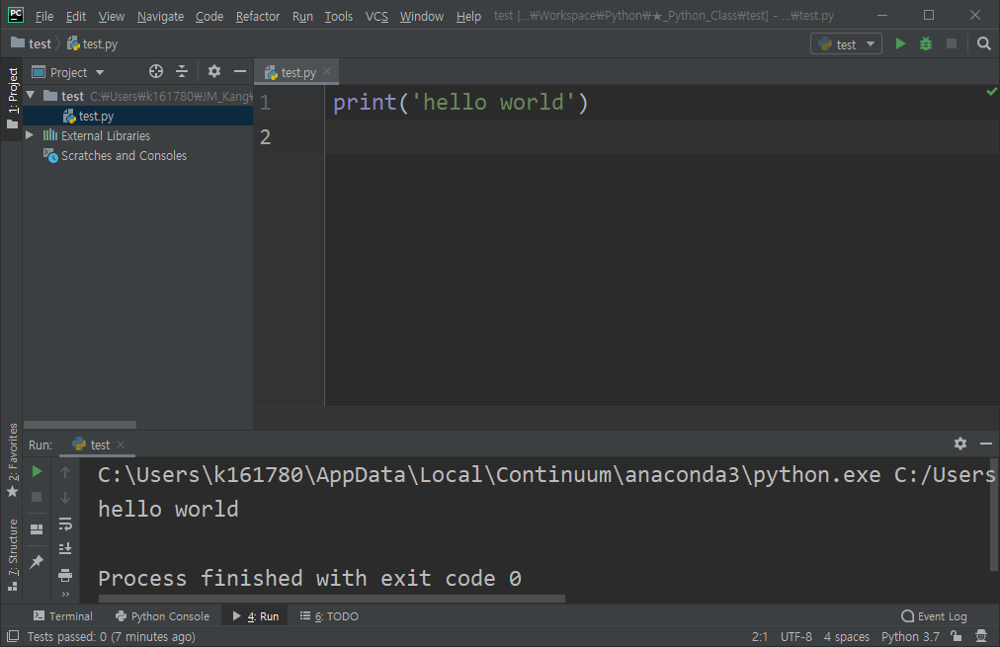 PC File Edit View Navigate Code Refactor Run Tools VCS Window Help test [...₩Workspace₩Python₩★_Python_Class₩test] - ...₩test.py
test test.py test
1: Project Project test.py
test C:₩Users₩k161780₩JM_Kang₩
test.py
External Libraries
Scratches and Consoles
1 print('hello world')
2
2: Favorites
7: Structure
Run: test
C:\Users\k161780\AppData\Local\Continuum\anaconda3\python.exe C:/Users
hello world
Process finished with exit code 0
Terminal Python Console 4: Run 6: TODO Event Log
Tests passed: 0 (7 minutes ago) 2:1 UTF-8 4 spaces Python 3.7